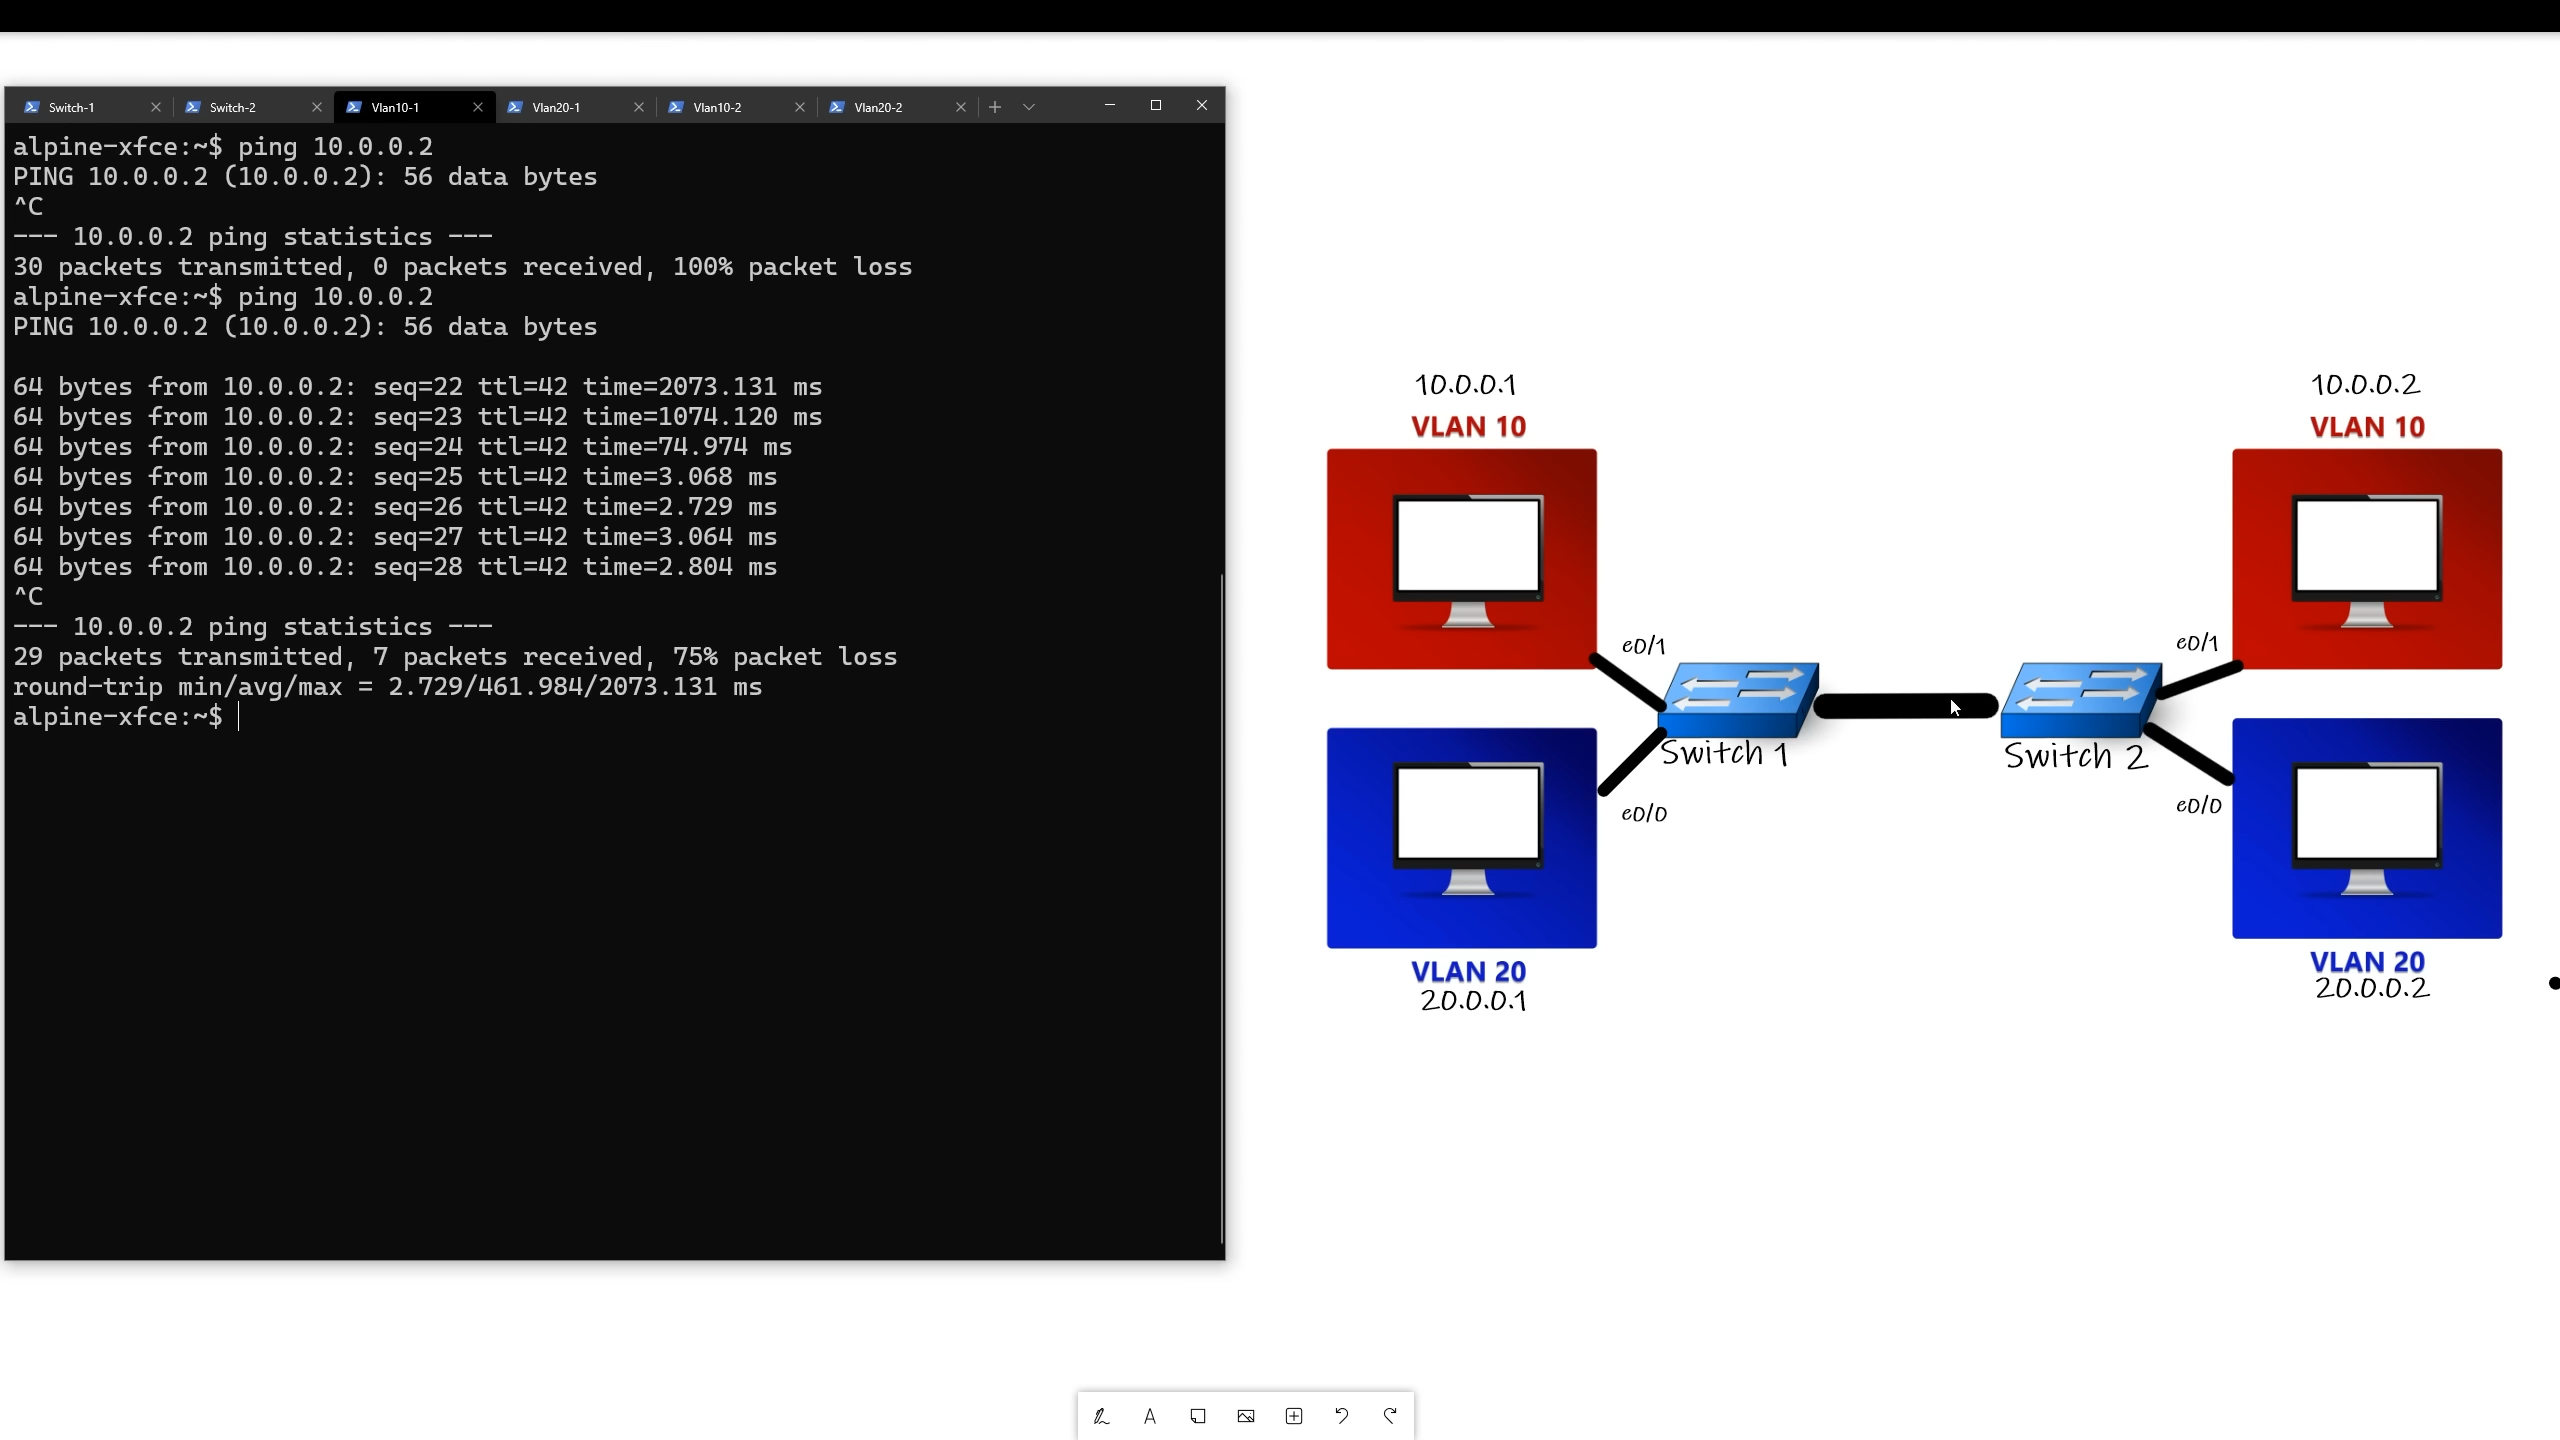 Switch-1
Switch-2
Vlan10-1
Vlan20-1
Vlan10-2
Vlan20-2
alpine-xfce:~$ ping 10.0.0.2
PING 10.0.0.2 (10.0.0.2): 56 data bytes
^C
--- 10.0.0.2 ping statistics ---
30 packets transmitted, 0 packets received, 100% packet loss
alpine-xfce:~$ ping 10.0.0.2
PING 10.0.0.2 (10.0.0.2): 56 data bytes
64 bytes from 10.0.0.2: seq=22 ttl=42 time=2073.131 ms
64 bytes from 10.0.0.2: seq=23 ttl=42 time=1074.120 ms
64 bytes from 10.0.0.2: seq=24 ttl=42 time=74.974 ms
64 bytes from 10.0.0.2: seq=25 ttl=42 time=3.068 ms
64 bytes from 10.0.0.2: seq=26 ttl=42 time=2.729 ms
64 bytes from 10.0.0.2: seq=27 ttl=42 time=3.064 ms
64 bytes from 10.0.0.2: seq=28 ttl=42 time=2.804 ms
^C
--- 10.0.0.2 ping statistics ---
29 packets transmitted, 7 packets received, 75% packet loss
round-trip min/avg/max = 2.729/461.984/2073.131 ms
alpine-xfce:~$
10.0.0.1
VLAN 10
e0/1
Switch 1
e0/0
VLAN 20
20.0.0.1
10.0.0.2
VLAN 10
e0/1
Switch 2
e0/0
VLAN 20
20.0.0.2